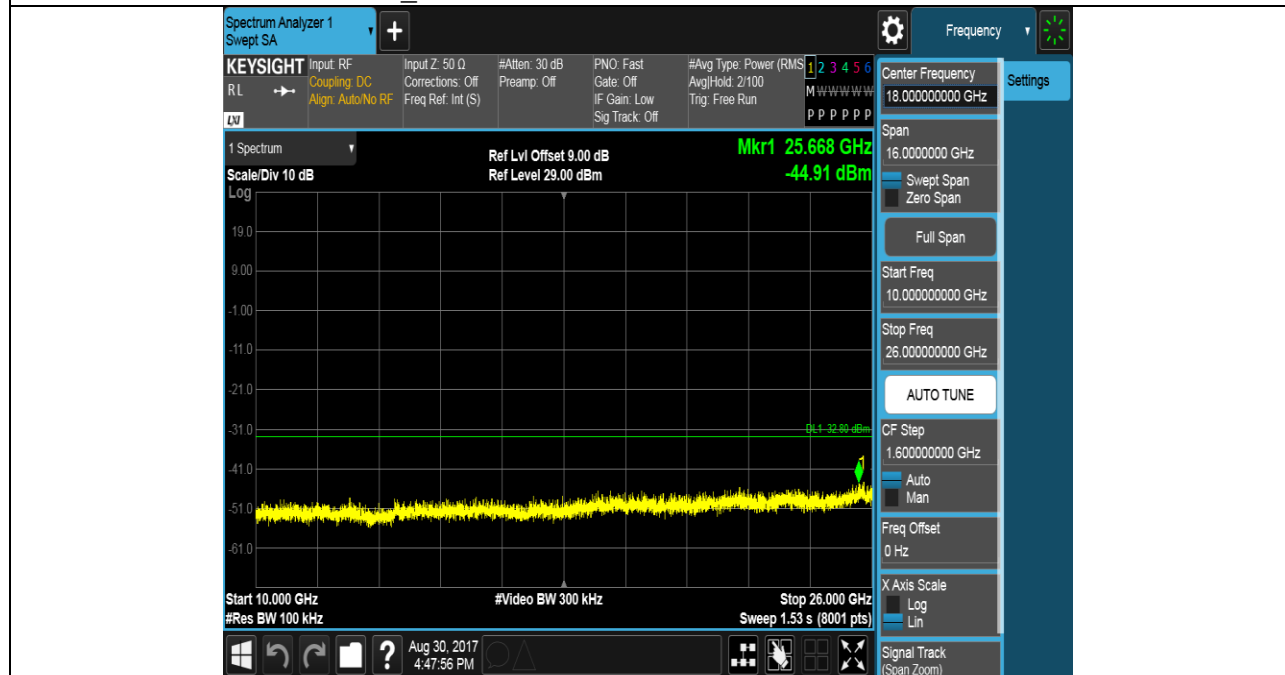 Spectrum Analyzer 1
Swept SA
+
Frequency
KEYSIGHT
RL
LXI
Input: RF
Coupling: DC
Align: Auto/No RF
Input Z: 50 Ω
Corrections: Off
Freq Ref: Int (S)
#Atten: 30 dB
Preamp: Off
PNO: Fast
Gate: Off
IF Gain: Low
Sig Track: Off
#Avg Type: Power (RMS
Avg|Hold: 2/100
Trig: Free Run
1 2 3 4 5 6
M W W W W W
P P P P P P
1 Spectrum
Scale/Div 10 dB
Ref Lvl Offset 9.00 dB
Ref Level 29.00 dBm
Mkr1 25.668 GHz
-44.91 dBm
Log
19.0
9.00
-1.00
-11.0
-21.0
-31.0
-41.0
-51.0
-61.0
DL1 -32.80 dBm
1
Start 10.000 GHz
#Res BW 100 kHz
#Video BW 300 kHz
Stop 26.000 GHz
Sweep 1.53 s (8001 pts)
Center Frequency
18.000000000 GHz
Span
16.0000000 GHz
Swept Span
Zero Span
Full Span
Start Freq
10.000000000 GHz
Stop Freq
26.000000000 GHz
AUTO TUNE
CF Step
1.600000000 GHz
Auto
Man
Freq Offset
0 Hz
X Axis Scale
Log
Lin
Signal Track
(Span Zoom)
Settings
?
Aug 30, 2017
4:47:56 PM